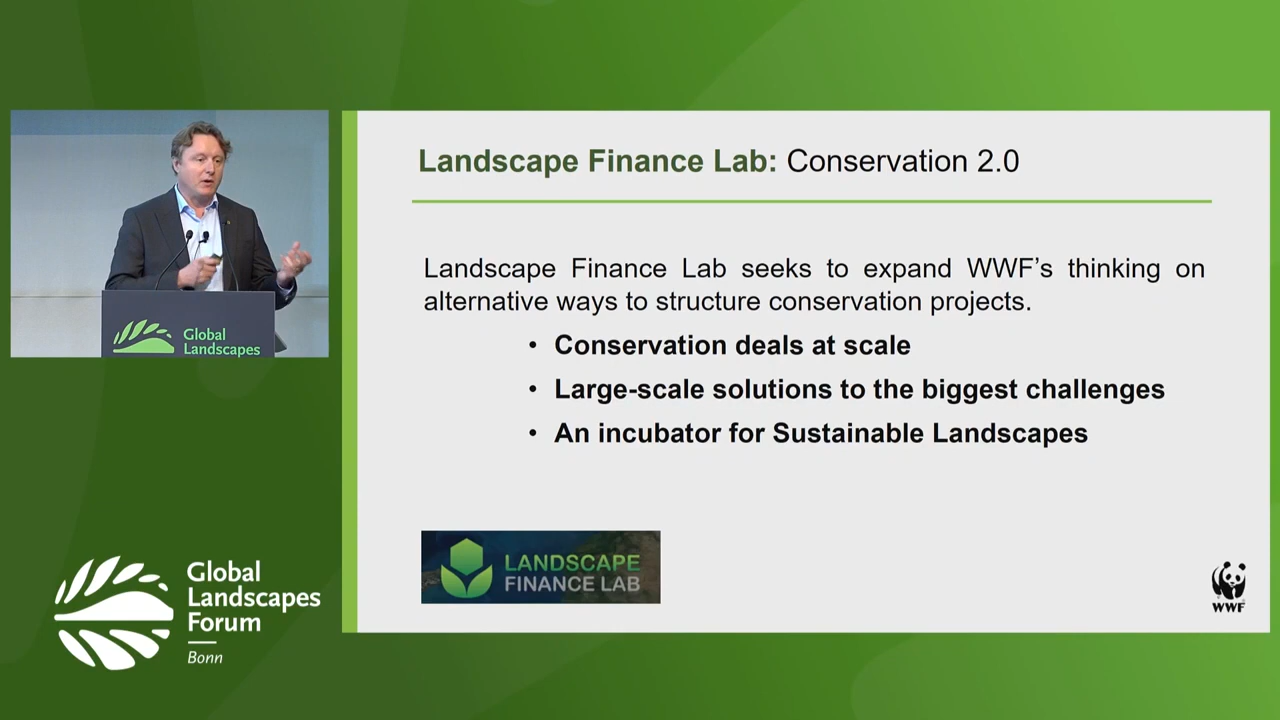 Global
Landscapes
Global
Landscapes
Forum
Bonn
Landscape Finance Lab: Conservation 2.0
Landscape Finance Lab seeks to expand WWF’s thinking on
alternative ways to structure conservation projects.
• Conservation deals at scale
• Large-scale solutions to the biggest challenges
• An incubator for Sustainable Landscapes
LANDSCAPE
FINANCE LAB
WWF